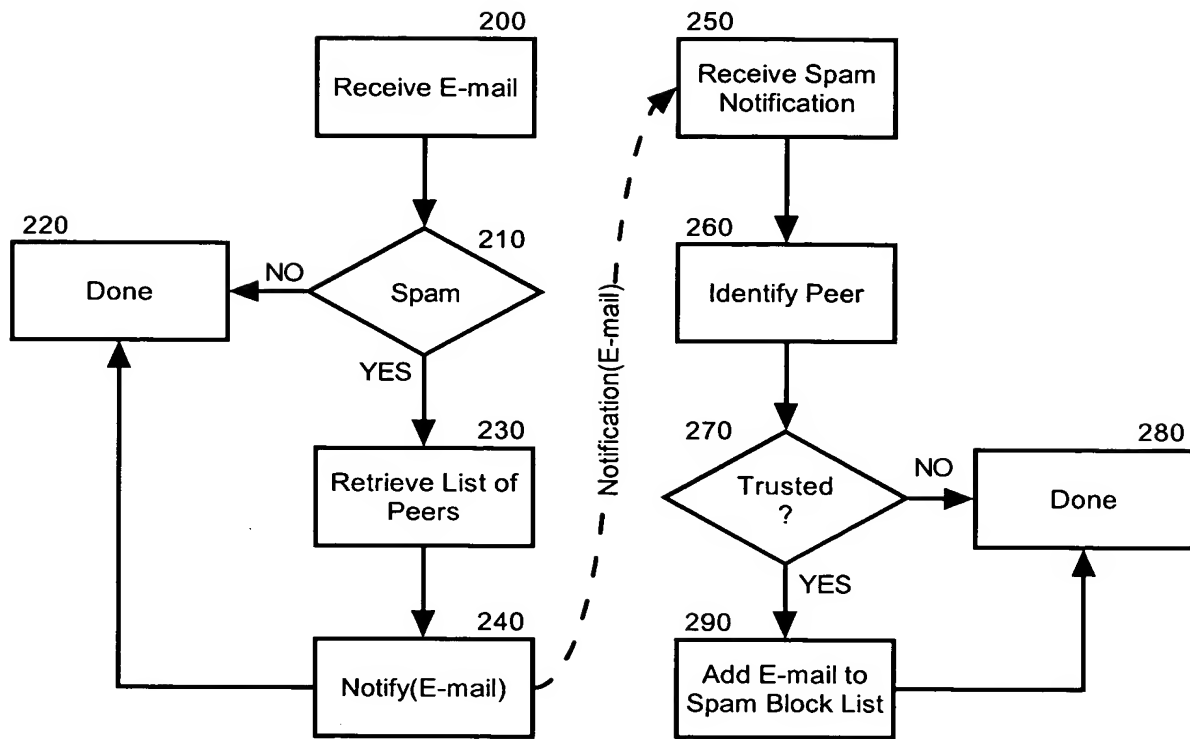 200
Receive E-mail
210
Spam
NO
220
Done
YES
230
Retrieve List of
Peers
240
Notify(E-mail)
Notification(E-mail)
250
Receive Spam
Notification
260
Identify Peer
270
Trusted
?
NO
280
Done
YES
290
Add E-mail to
Spam Block List